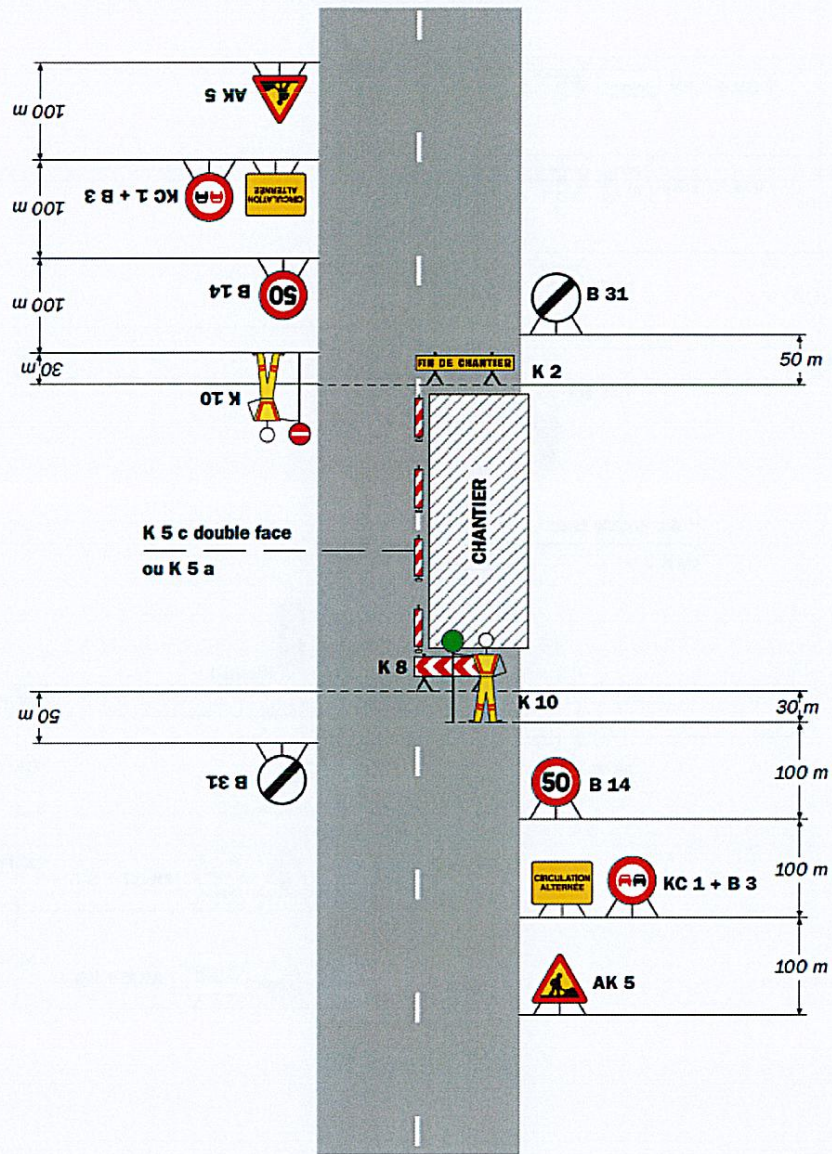 100 m
AK 5
100 m
KC 1 + B 3
CIRCULATION
ALTERNÉE
100 m
50
B 14
B 31
30 m
K 10
FIN DE CHANTIER
K 2
50 m
CHANTIER
K 5 c double face
ou K 5 a
K 8
K 10
30 m
50 m
B 31
50
B 14
100 m
CIRCULATION
ALTERNÉE
KC 1 + B 3
100 m
AK 5
100 m